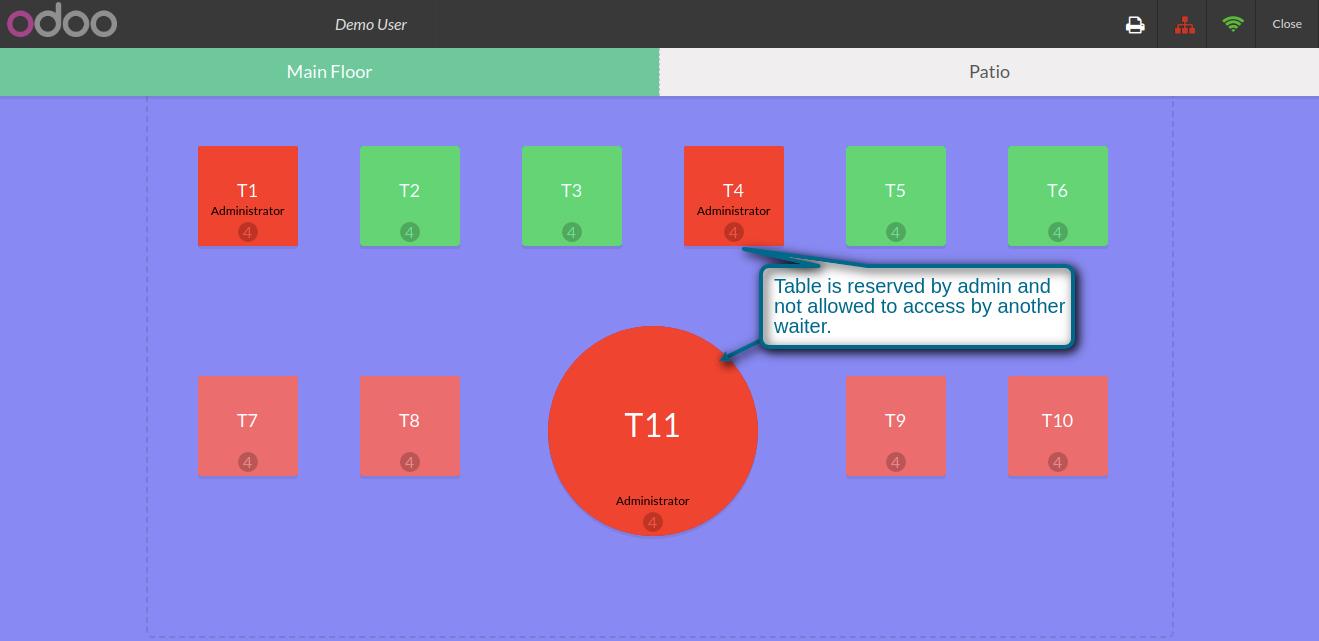 odoo
Demo User
Close
Main Floor
Patio
T1
Administrator
4
T2
4
T3
4
T4
Administrator
4
T5
4
T6
4
Table is reserved by admin and
not allowed to access by another
waiter.
T7
4
T8
4
T11
Administrator
4
T9
4
T10
4